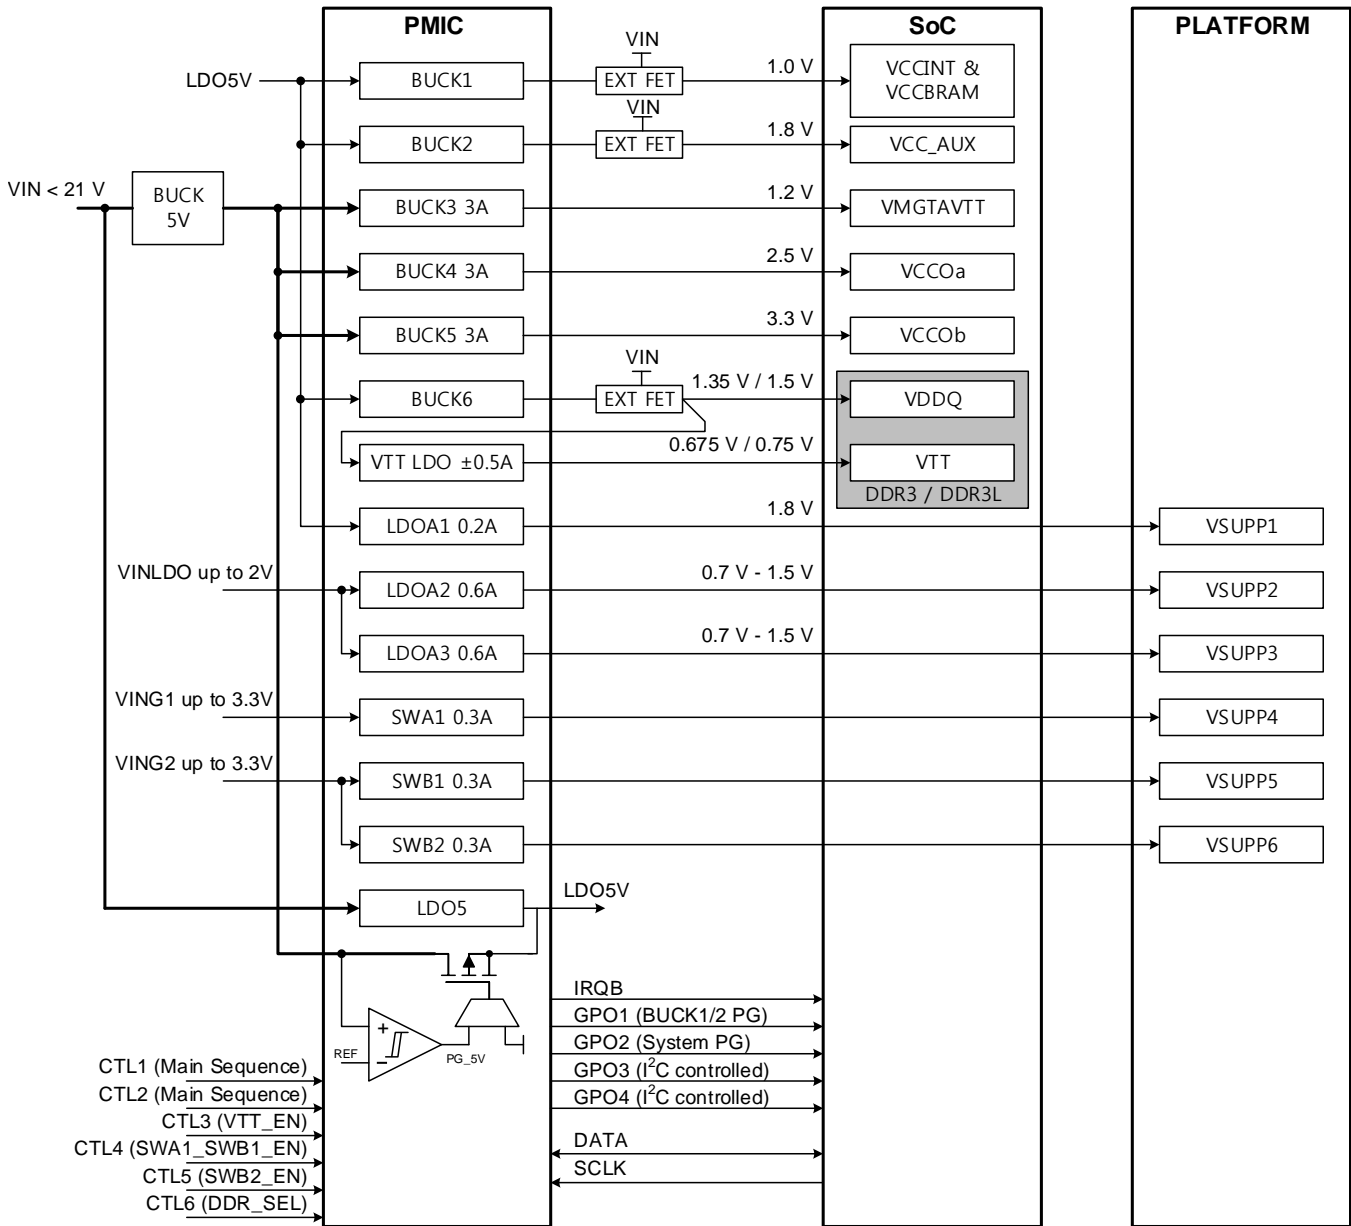 PMIC
SoC
PLATFORM
VIN
LDO5V
BUCK1
EXT FET
1.0 V
VCCINT &
VCCBRAM
VIN
BUCK2
EXT FET
1.8 V
VCC_AUX
VIN < 21 V
BUCK
5V
BUCK3 3A
1.2 V
VMGTAVTT
BUCK4 3A
2.5 V
VCCOa
BUCK5 3A
3.3 V
VCCOb
VIN
BUCK6
EXT FET
1.35 V / 1.5 V
VDDQ
VTT LDO ±0.5A
0.675 V / 0.75 V
VTT
DDR3 / DDR3L
LDOA1 0.2A
1.8 V
VSUPP1
VINLDO up to 2V
LDOA2 0.6A
0.7 V - 1.5 V
VSUPP2
LDOA3 0.6A
0.7 V - 1.5 V
VSUPP3
VING1 up to 3.3V
SWA1 0.3A
VSUPP4
VING2 up to 3.3V
SWB1 0.3A
VSUPP5
SWB2 0.3A
VSUPP6
LDO5
LDO5V
+
−
REF
PG_5V
IRQB
GPO1 (BUCK1/2 PG)
GPO2 (System PG)
GPO3 (I²C controlled)
GPO4 (I²C controlled)
DATA
SCLK
CTL1 (Main Sequence)
CTL2 (Main Sequence)
CTL3 (VTT_EN)
CTL4 (SWA1_SWB1_EN)
CTL5 (SWB2_EN)
CTL6 (DDR_SEL)